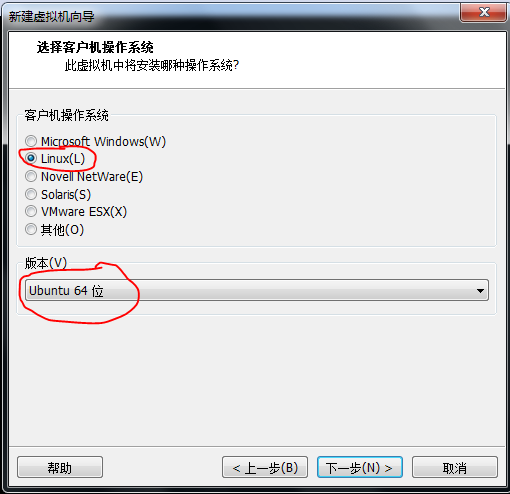 新建虚拟机向导
选择客户机操作系统
此虚拟机中将安装哪种操作系统?
客户机操作系统
Microsoft Windows(W)
Linux(L)
Novell NetWare(E)
Solaris(S)
VMware ESX(X)
其他(O)
版本(V)
Ubuntu 64 位
帮助
< 上一步(B)
下一步(N) >
取消